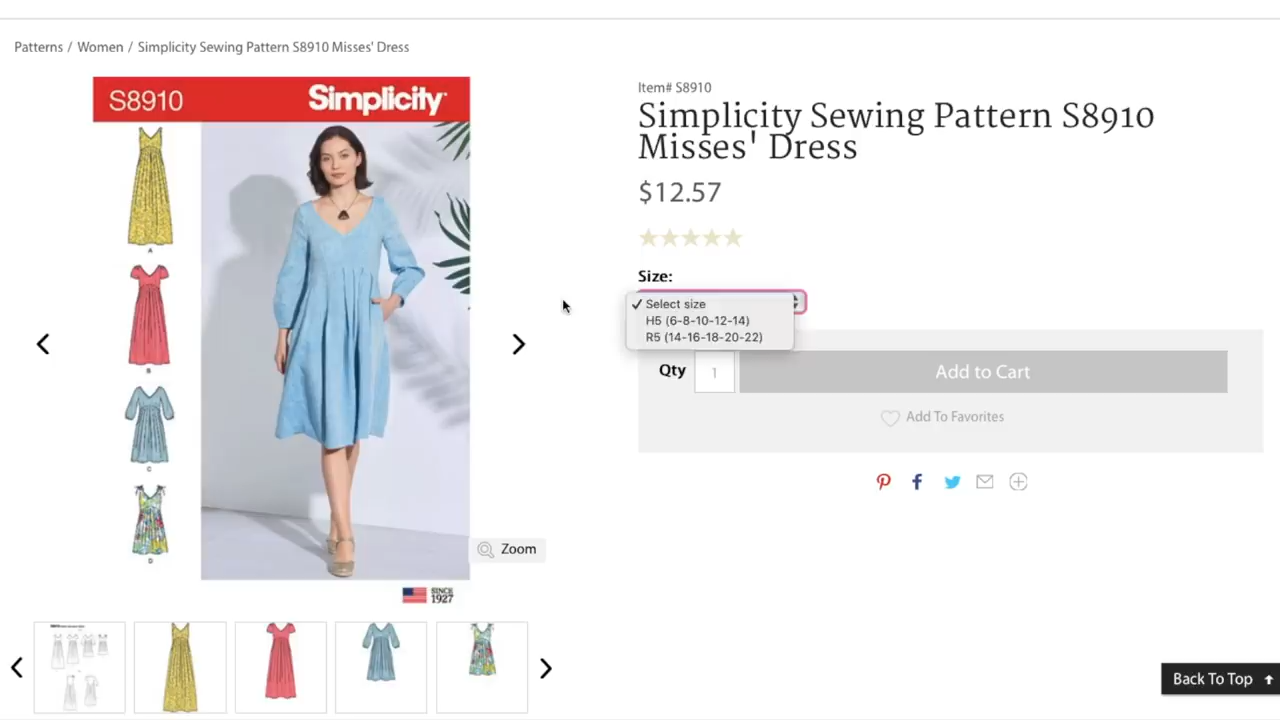 Patterns / Women / Simplicity Sewing Pattern S8910 Misses' Dress
S8910
Simplicity
A
B
C
D
Zoom
SINCE
1927
Item# S8910
Simplicity Sewing Pattern S8910
Misses' Dress
$12.57
Size:
✓ Select size
H5 (6-8-10-12-14)
R5 (14-16-18-20-22)
Qty
1
Add to Cart
Add To Favorites
Back To Top